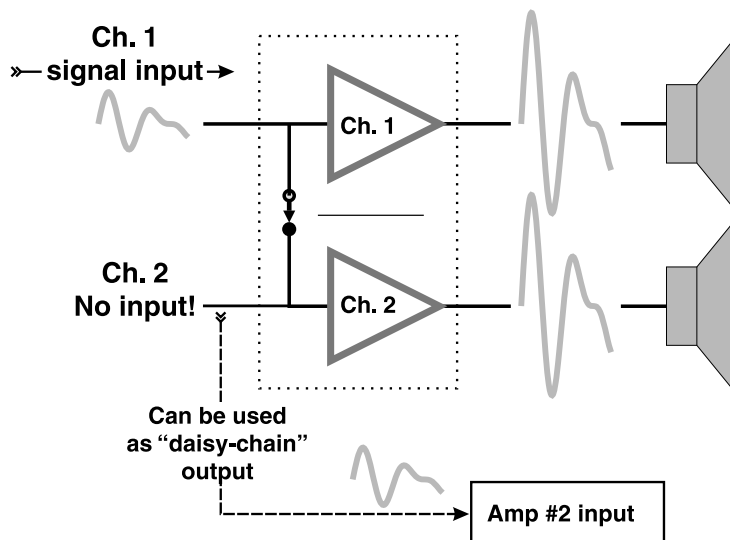 Ch. 1
signal input
Ch. 1
Ch. 2
No input!
Ch. 2
Can be used
as “daisy-chain”
output
Amp #2 input